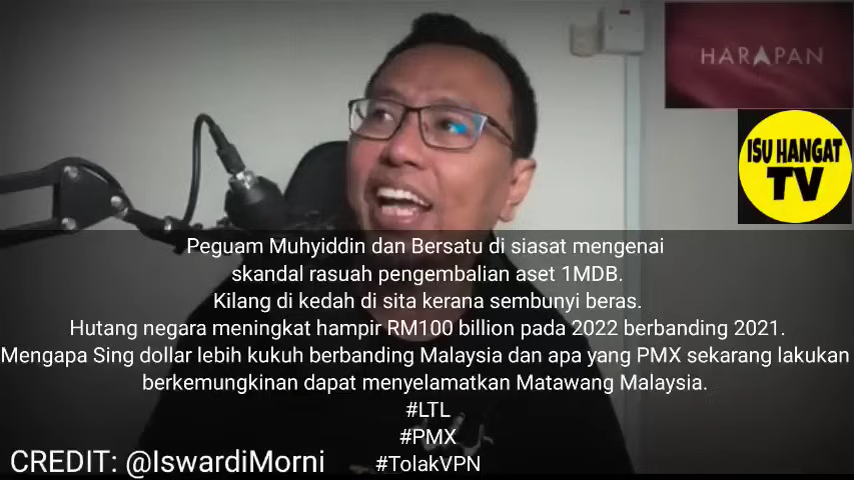 HARAPAN
ISU HANGAT
TV
Peguam Muhyiddin dan Bersatu di siasat mengenai
skandal rasuah pengembalian aset 1MDB.
Kilang di kedah di sita kerana sembunyi beras.
Hutang negara meningkat hampir RM100 billion pada 2022 berbanding 2021.
Mengapa Sing dollar lebih kukuh berbanding Malaysia dan apa yang PMX sekarang lakukan
berkemungkinan dapat menyelamatkan Matawang Malaysia.
#LTL
#PMX
#TolakVPN
CREDIT: @IswardiMorni